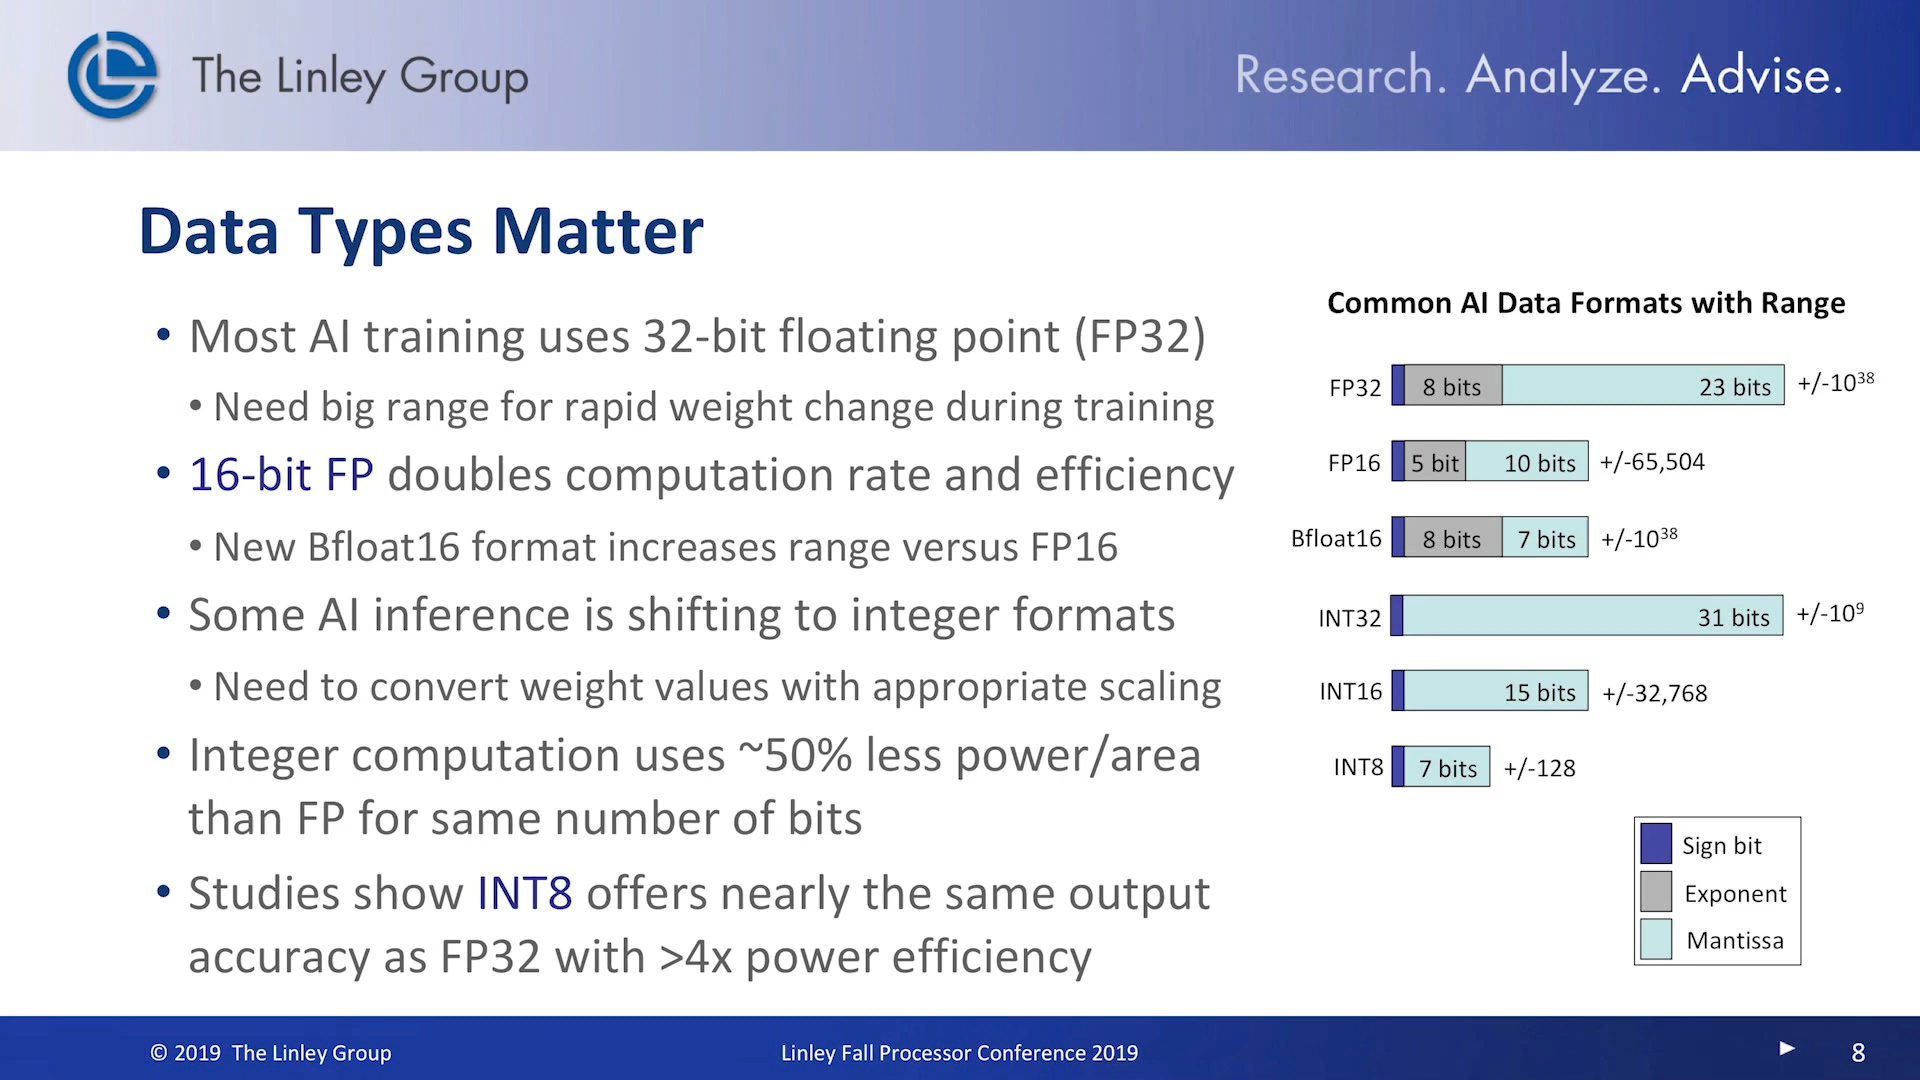 The Linley Group
Research. Analyze. Advise.
Data Types Matter
• Most AI training uses 32-bit floating point (FP32)
• Need big range for rapid weight change during training
• 16-bit FP doubles computation rate and efficiency
• New Bfloat16 format increases range versus FP16
• Some AI inference is shifting to integer formats
• Need to convert weight values with appropriate scaling
• Integer computation uses ~50% less power/area
than FP for same number of bits
• Studies show INT8 offers nearly the same output
accuracy as FP32 with >4x power efficiency
Common AI Data Formats with Range
FP32 8 bits 23 bits +/-10³⁸
FP16 5 bit 10 bits +/-65,504
Bfloat16 8 bits 7 bits +/-10³⁸
INT32 31 bits +/-10⁹
INT16 15 bits +/-32,768
INT8 7 bits +/-128
Sign bit
Exponent
Mantissa
© 2019 The Linley Group
Linley Fall Processor Conference 2019
8